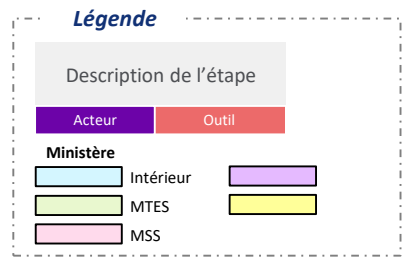 Légende
Description de l'étape
Acteur Outil
Ministère
Intérieur
MTES
MSS